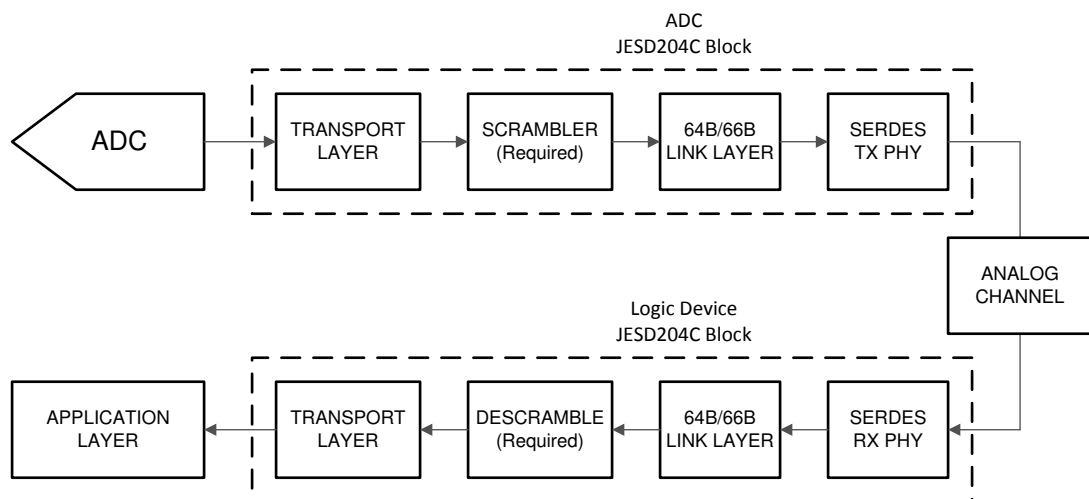 ADC
JESD204C Block
ADC
TRANSPORT
LAYER
SCRAMBLER
(Required)
64B/66B
LINK LAYER
SERDES
TX PHY
ANALOG
CHANNEL
Logic Device
JESD204C Block
APPLICATION
LAYER
TRANSPORT
LAYER
DESCRAMBLE
(Required)
64B/66B
LINK LAYER
SERDES
RX PHY